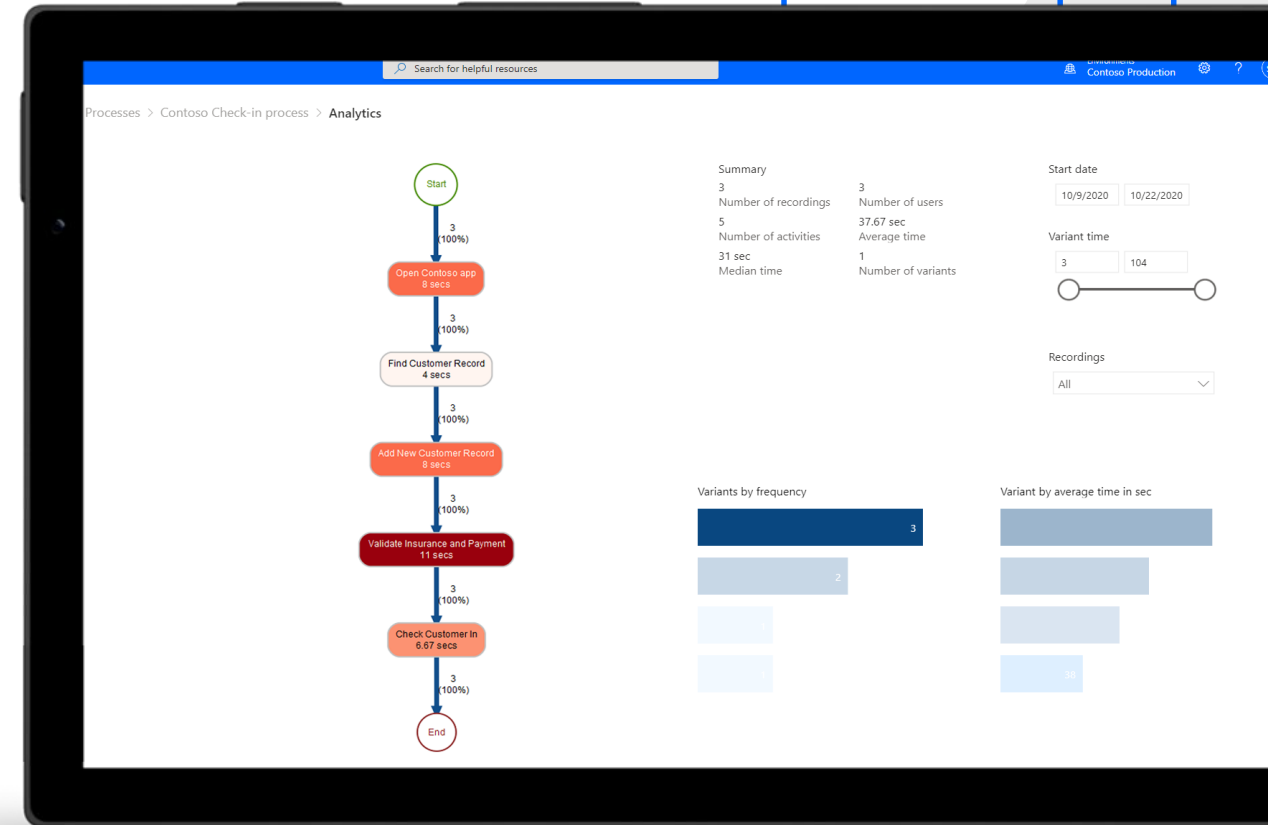 Search for helpful resources
Environments
Contoso Production
?
Processes > Contoso Check-in process > Analytics
Start
3
(100%)
Open Contoso app
8 secs
3
(100%)
Find Customer Record
4 secs
3
(100%)
Add New Customer Record
8 secs
3
(100%)
Validate Insurance and Payment
11 secs
3
(100%)
Check Customer In
6.67 secs
3
(100%)
End
Summary
3
Number of recordings
3
Number of users
5
Number of activities
37.67 sec
Average time
31 sec
Median time
1
Number of variants
Start date
10/9/2020
10/22/2020
Variant time
3
104
Recordings
All
Variants by frequency
3
2
Variant by average time in sec
38